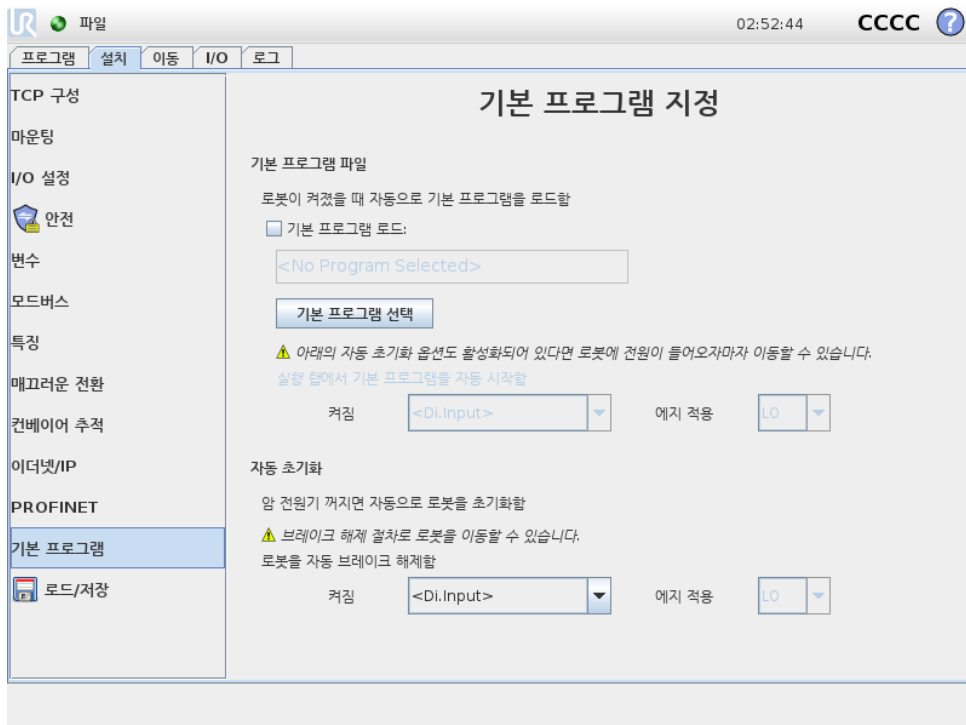 UR 파일 02:52:44 CCCC ?
프로그램 설치 이동 I/O 로그
TCP 구성
마운팅
I/O 설정
안전
변수
모드버스
특징
매끄러운 전환
컨베이어 추적
이더넷/IP
PROFINET
기본 프로그램
로드/저장
기본 프로그램 지정
기본 프로그램 파일
로봇이 켜졌을 때 자동으로 기본 프로그램을 로드함
기본 프로그램 로드:
<No Program Selected>
기본 프로그램 선택
아래의 자동 초기화 옵션도 활성화되어 있다면 로봇에 전원이 들어오자마자 이동할 수 있습니다.
실행 탭에서 기본 프로그램을 자동 시작함
켜짐 <Di.Input> 에지 적용 LO
자동 초기화
암 전원기 꺼지면 자동으로 로봇을 초기화함
브레이크 해제 절차로 로봇을 이동할 수 있습니다.
로봇을 자동 브레이크 해제함
켜짐 <Di.Input> 에지 적용 LO